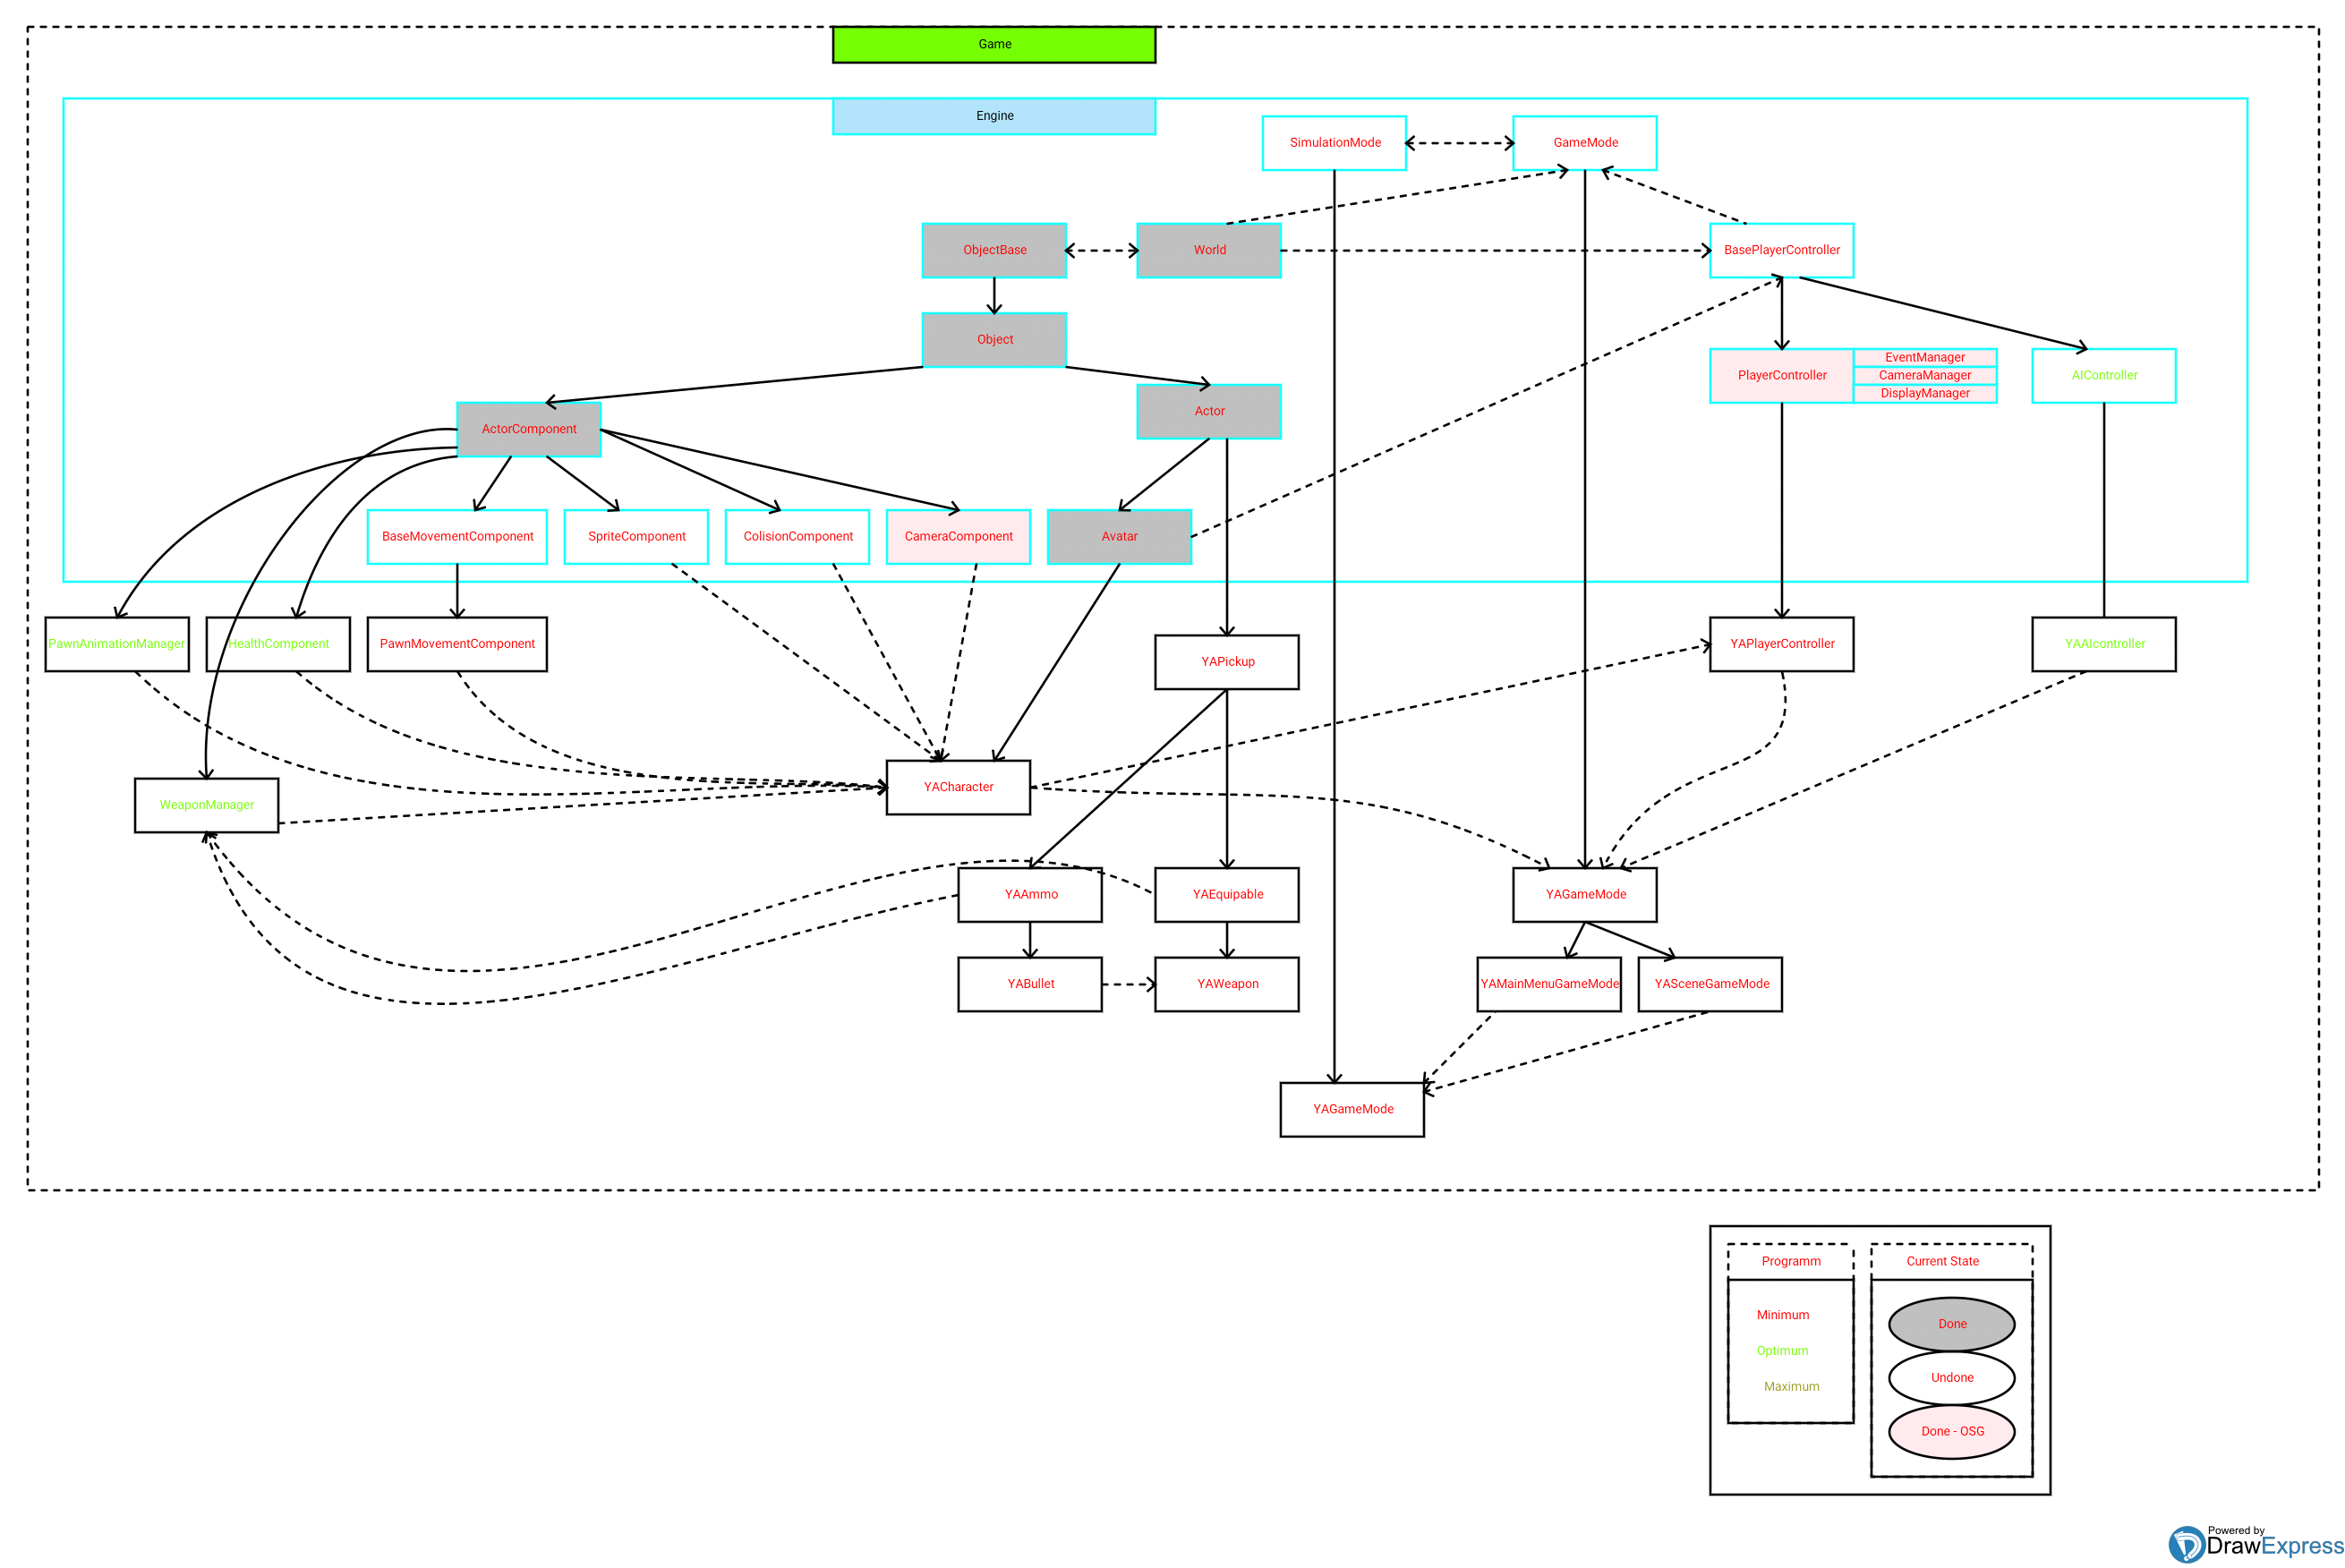 Game
Engine
SimulationMode
GameMode
ObjectBase
World
BasePlayerController
Object
PlayerController
EventManager
CameraManager
DisplayManager
AIController
Actor
ActorComponent
BaseMovementComponent
SpriteComponent
ColisionComponent
CameraComponent
Avatar
PawnAnimationManager
HealthComponent
PawnMovementComponent
YAPickup
YAPlayerController
YAAIcontroller
WeaponManager
YACharacter
YAAmmo
YAEquipable
YAGameMode
YABullet
YAWeapon
YAMainMenuGameMode
YASceneGameMode
YAGameMode
Programm
Minimum
Optimum
Maximum
Current State
Done
Undone
Done - OSG
Powered by
DrawExpress